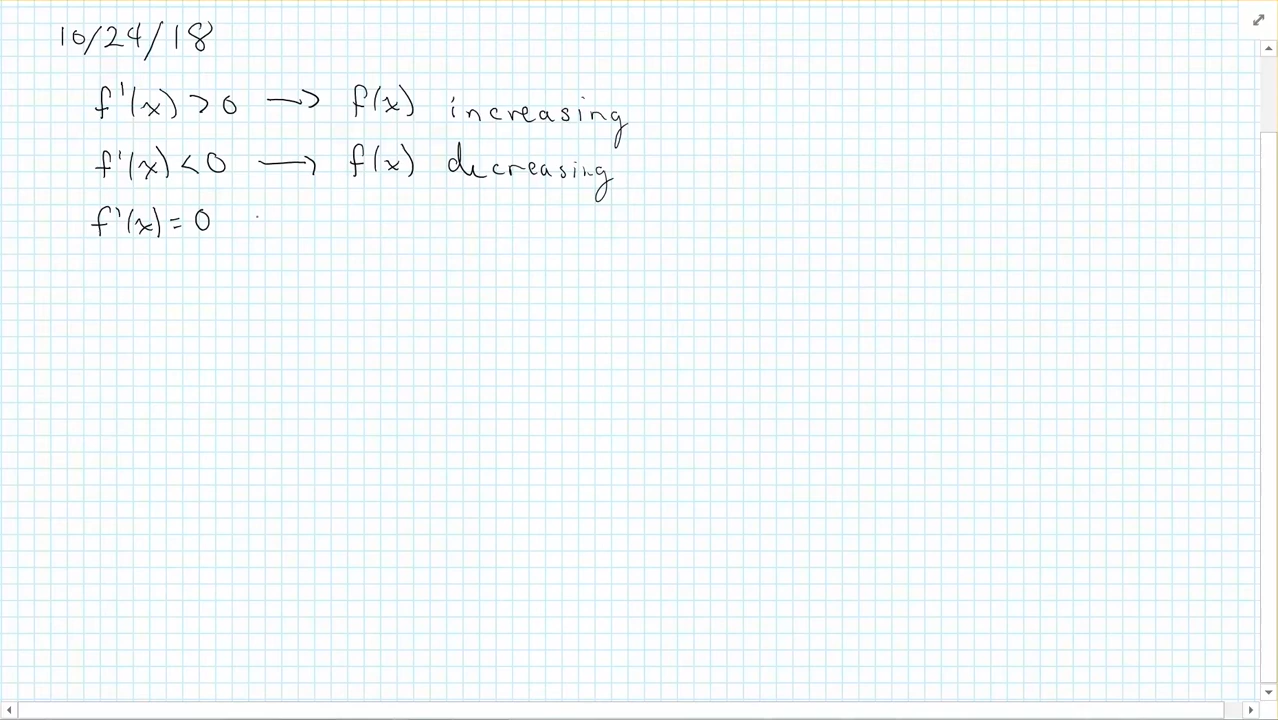 10/24/18
f'(x) > 0 → f(x) increasing
f'(x) < 0 → f(x) decreasing
f'(x) = 0